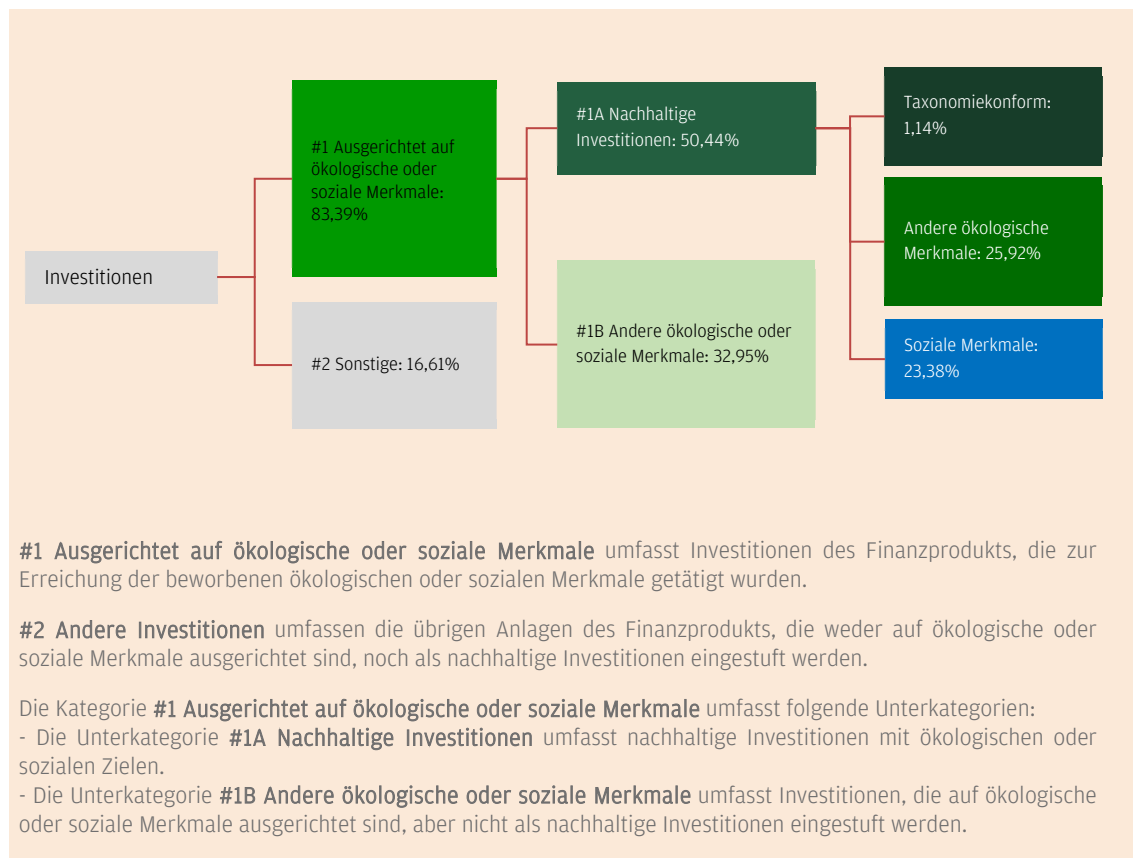 Investitionen
#1 Ausgerichtet auf
ökologische oder
soziale Merkmale:
83,39%
#2 Sonstige: 16,61%
#1A Nachhaltige
Investitionen: 50,44%
#1B Andere ökologische oder
soziale Merkmale: 32,95%
Taxonomiekonform:
1,14%
Andere ökologische
Merkmale: 25,92%
Soziale Merkmale:
23,38%
#1 Ausgerichtet auf ökologische oder soziale Merkmale umfasst Investitionen des Finanzprodukts, die zur
Erreichung der beworbenen ökologischen oder sozialen Merkmale getätigt wurden.
#2 Andere Investitionen umfassen die übrigen Anlagen des Finanzprodukts, die weder auf ökologische oder
soziale Merkmale ausgerichtet sind, noch als nachhaltige Investitionen eingestuft werden.
Die Kategorie #1 Ausgerichtet auf ökologische oder soziale Merkmale umfasst folgende Unterkategorien:
- Die Unterkategorie #1A Nachhaltige Investitionen umfasst nachhaltige Investitionen mit ökologischen oder
sozialen Zielen.
- Die Unterkategorie #1B Andere ökologische oder soziale Merkmale umfasst Investitionen, die auf ökologische
oder soziale Merkmale ausgerichtet sind, aber nicht als nachhaltige Investitionen eingestuft werden.